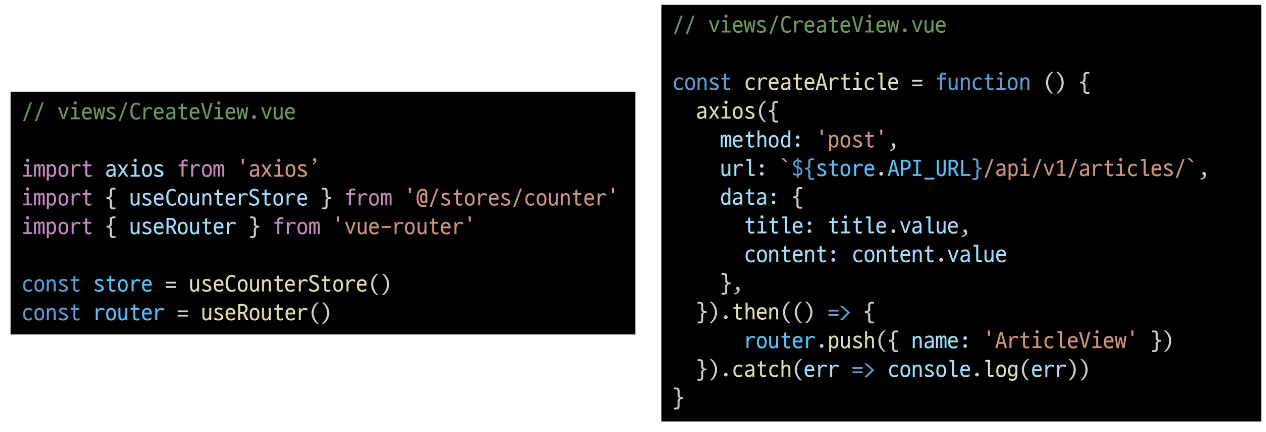 // views/CreateView.vue
import axios from 'axios’
import { useCounterStore } from '@/stores/counter'
import { useRouter } from 'vue-router'
const store = useCounterStore()
const router = useRouter()
// views/CreateView.vue
const createArticle = function () {
  axios({
    method: 'post',
    url: `${store.API_URL}/api/v1/articles/`,
    data: {
      title: title.value,
      content: content.value
    },
  }).then(() => {
      router.push({ name: 'ArticleView' })
  }).catch(err => console.log(err))
}